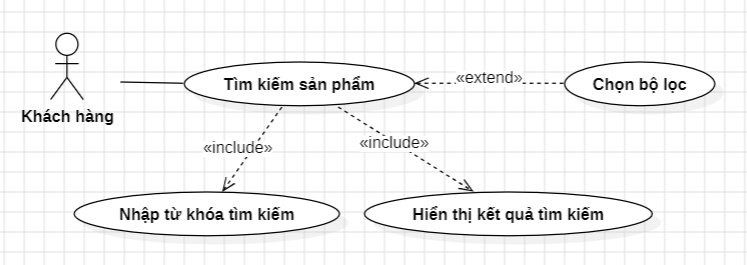 Tìm kiếm sản phẩm
«extend»
Chọn bộ lọc
Khách hàng
«include»
«include»
Nhập từ khóa tìm kiếm
Hiển thị kết quả tìm kiếm